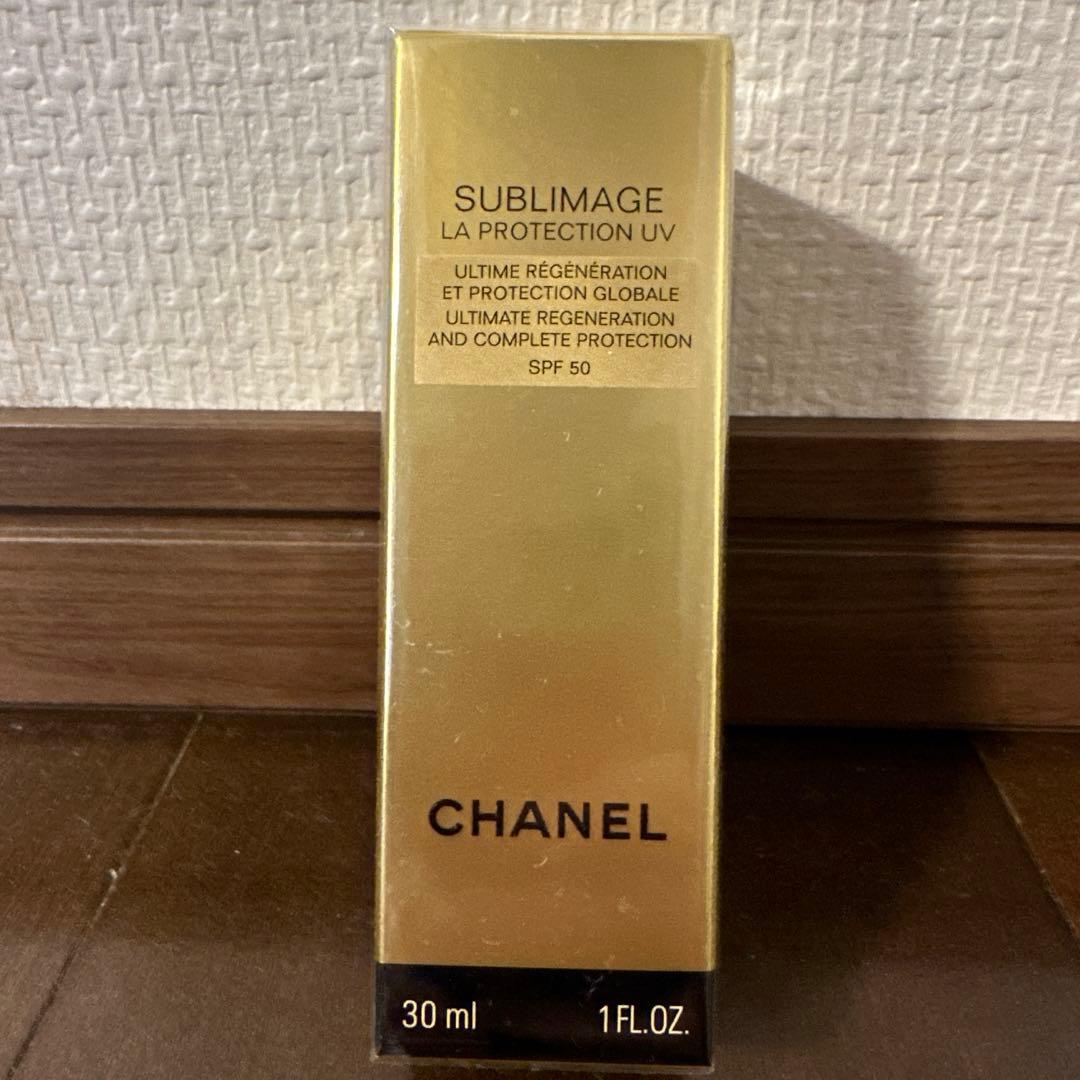 SUBLIMAGE
LA PROTECTION UV
ULTIME RÉGÉNÉRATION
ET PROTECTION GLOBALE
ULTIMATE REGENERATION
AND COMPLETE PROTECTION
SPF 50
CHANEL
30 ml 1 FL.OZ.